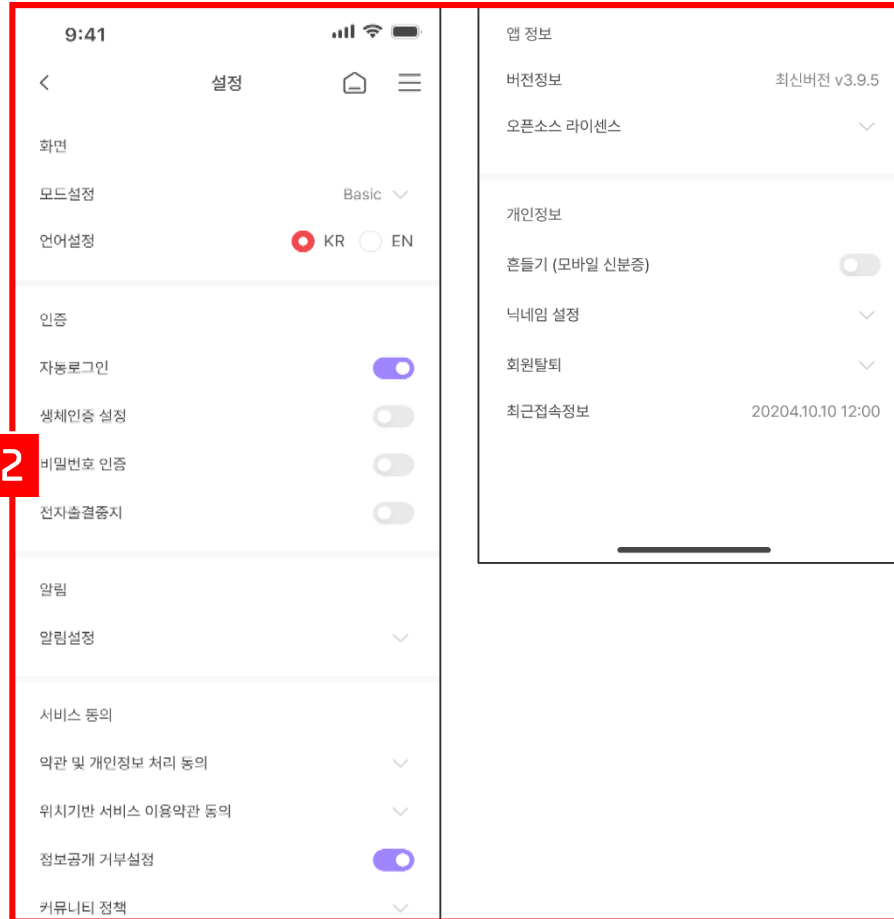 9:41
설정
화면
모드설정 Basic
언어설정 KR EN
인증
자동로그인
생체인증 설정
2
비밀번호 인증
전자출결중지
알림
알림설정
서비스 동의
약관 및 개인정보 처리 동의
위치기반 서비스 이용약관 동의
정보공개 거부설정
커뮤니티 정책
앱 정보
버전정보 최신버전 v3.9.5
오픈소스 라이센스
개인정보
흔들기 (모바일 신분증)
닉네임 설정
회원탈퇴
최근접속정보 20204.10.10 12:00